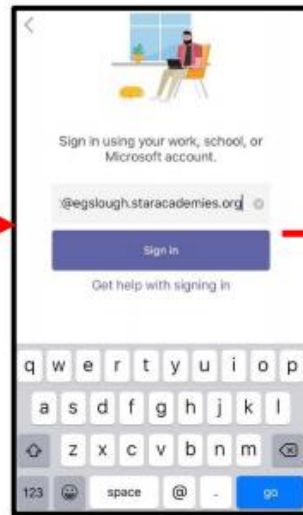 Sign in using your work, school, or
Microsoft account.
@egslough.staracademies.org
Sign in
Get help with signing in
q w e r t y u i o p
a s d f g h j k l
z x c v b n m
123 space @ . go